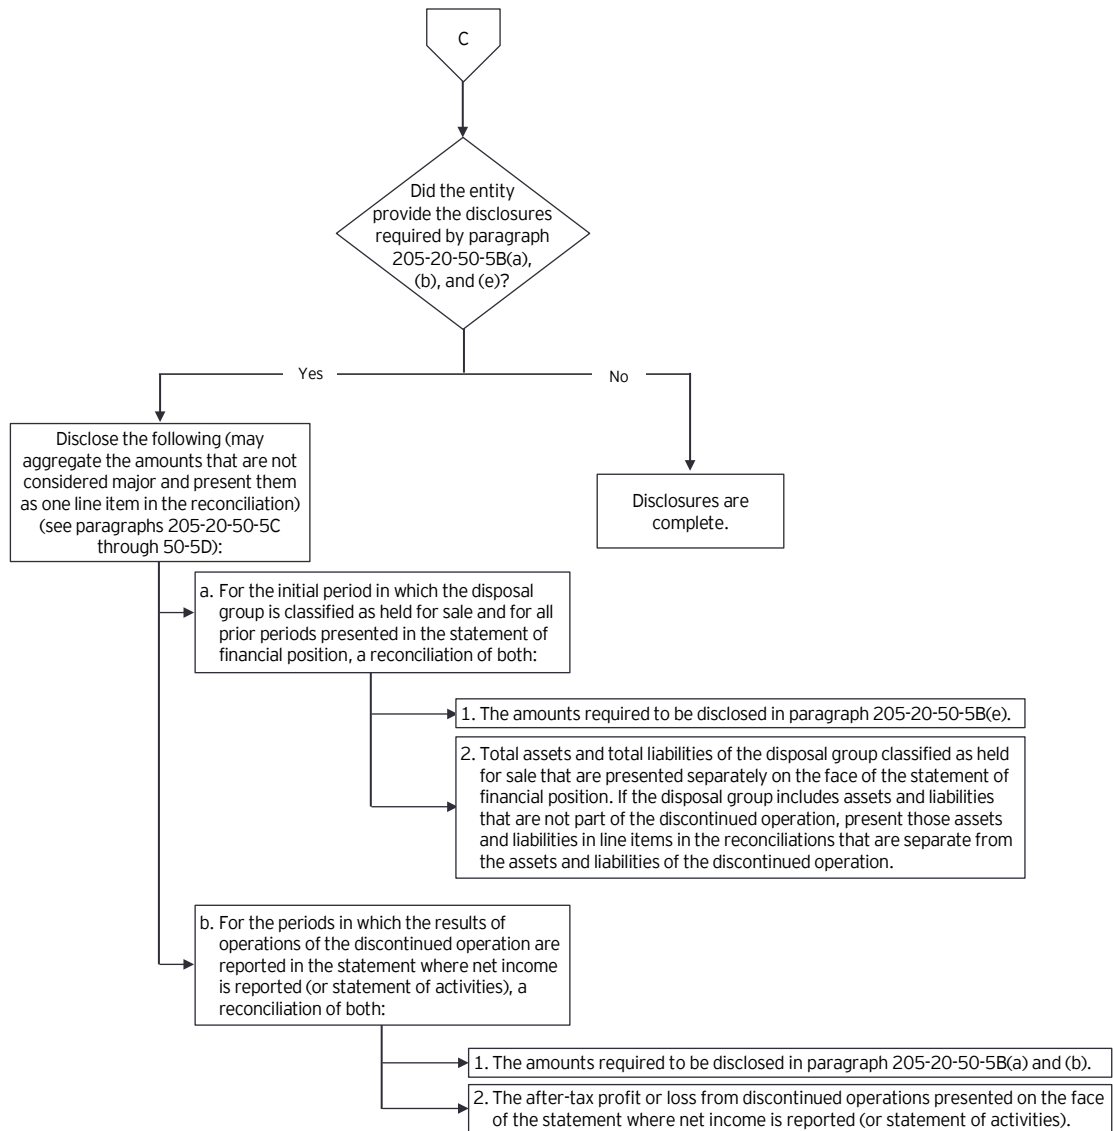 C
Did the entity
provide the disclosures
required by paragraph
205-20-50-5B(a),
(b), and (e)?
Yes
No
Disclose the following (may
aggregate the amounts that are not
considered major and present them
as one line item in the reconciliation)
(see paragraphs 205-20-50-5C
through 50-5D):
Disclosures are
complete.
a. For the initial period in which the disposal
group is classified as held for sale and for all
prior periods presented in the statement of
financial position, a reconciliation of both:
1. The amounts required to be disclosed in paragraph 205-20-50-5B(e).
2. Total assets and total liabilities of the disposal group classified as held
for sale that are presented separately on the face of the statement of
financial position. If the disposal group includes assets and liabilities
that are not part of the discontinued operation, present those assets
and liabilities in line items in the reconciliations that are separate from
the assets and liabilities of the discontinued operation.
b. For the periods in which the results of
operations of the discontinued operation are
reported in the statement where net income
is reported (or statement of activities), a
reconciliation of both:
1. The amounts required to be disclosed in paragraph 205-20-50-5B(a) and (b).
2. The after-tax profit or loss from discontinued operations presented on the face
of the statement where net income is reported (or statement of activities).